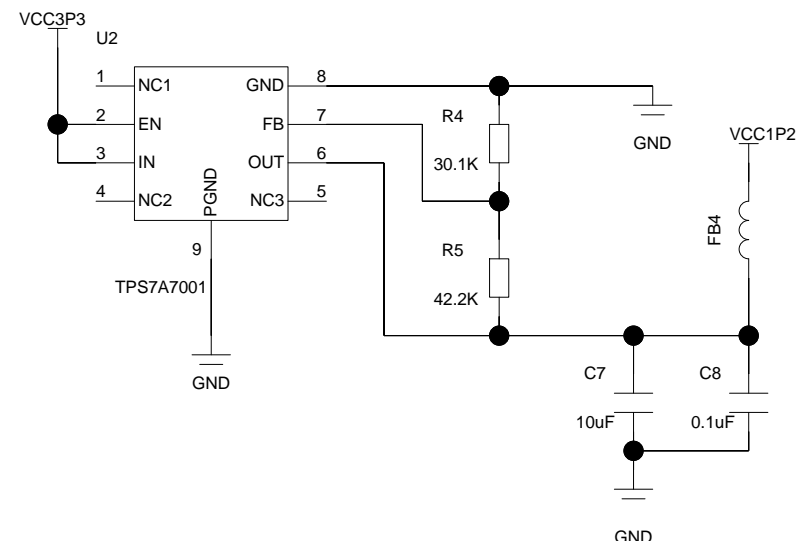 VCC3P3
U2
1
NC1
GND
8
2
EN
FB
7
R4
GND
VCC1P2
3
IN
OUT
6
30.1K
4
NC2
PGND
NC3
5
FB4
9
R5
TPS7A7001
42.2K
GND
C7
C8
10uF
0.1uF
GND